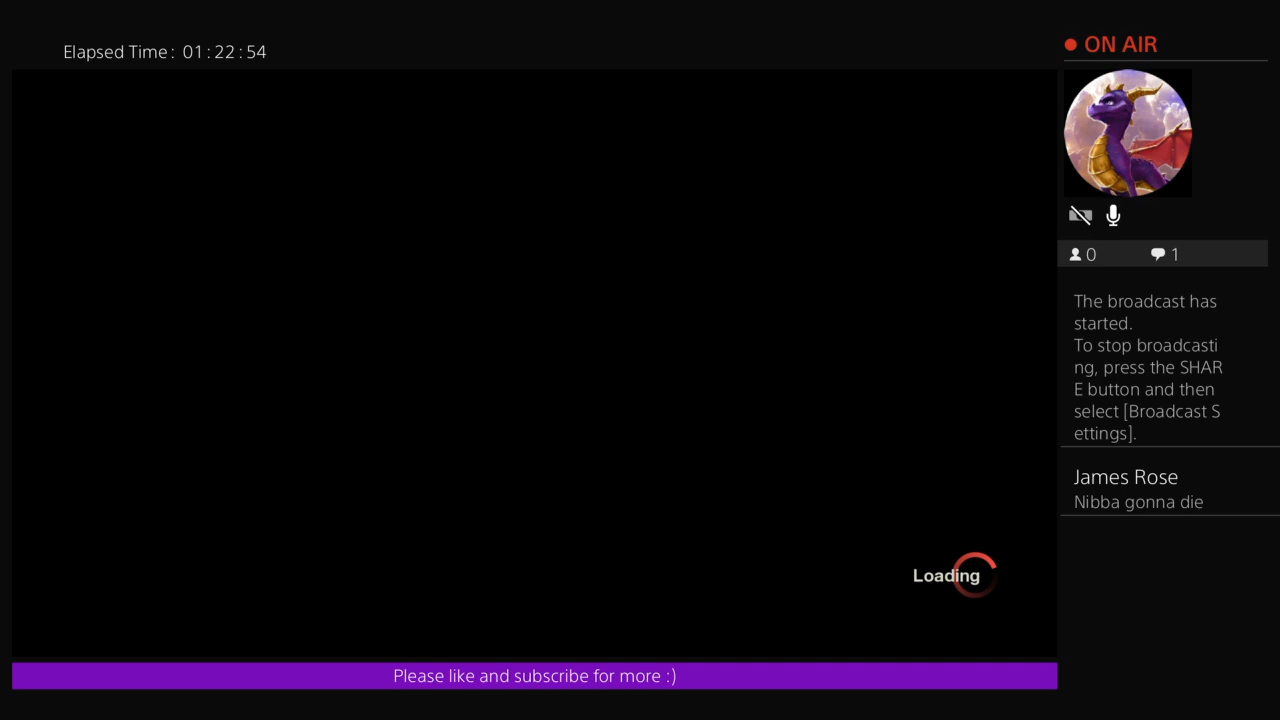 Elapsed Time: 01:22:54
ON AIR
0 1
The broadcast has
started.
To stop broadcasti
ng, press the SHAR
E button and then
select [Broadcast S
ettings].
James Rose
Nibba gonna die
Loading
Please like and subscribe for more :)